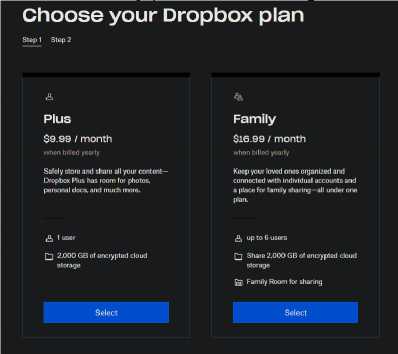 Choose your Dropbox plan
Step 1 Step 2
Plus
$9.99 / month
when billed yearly
Safely store and share all your content—
Dropbox Plus has room for photos,
personal docs, and much more.
1 user
2,000 GB of encrypted cloud
storage
Select
Family
$16.99 / month
when billed yearly
Keep your loved ones organized and
connected with individual accounts and
a place for family sharing—all under one
plan.
up to 6 users
Share 2,000 GB of encrypted cloud
storage
Family Room for sharing
Select